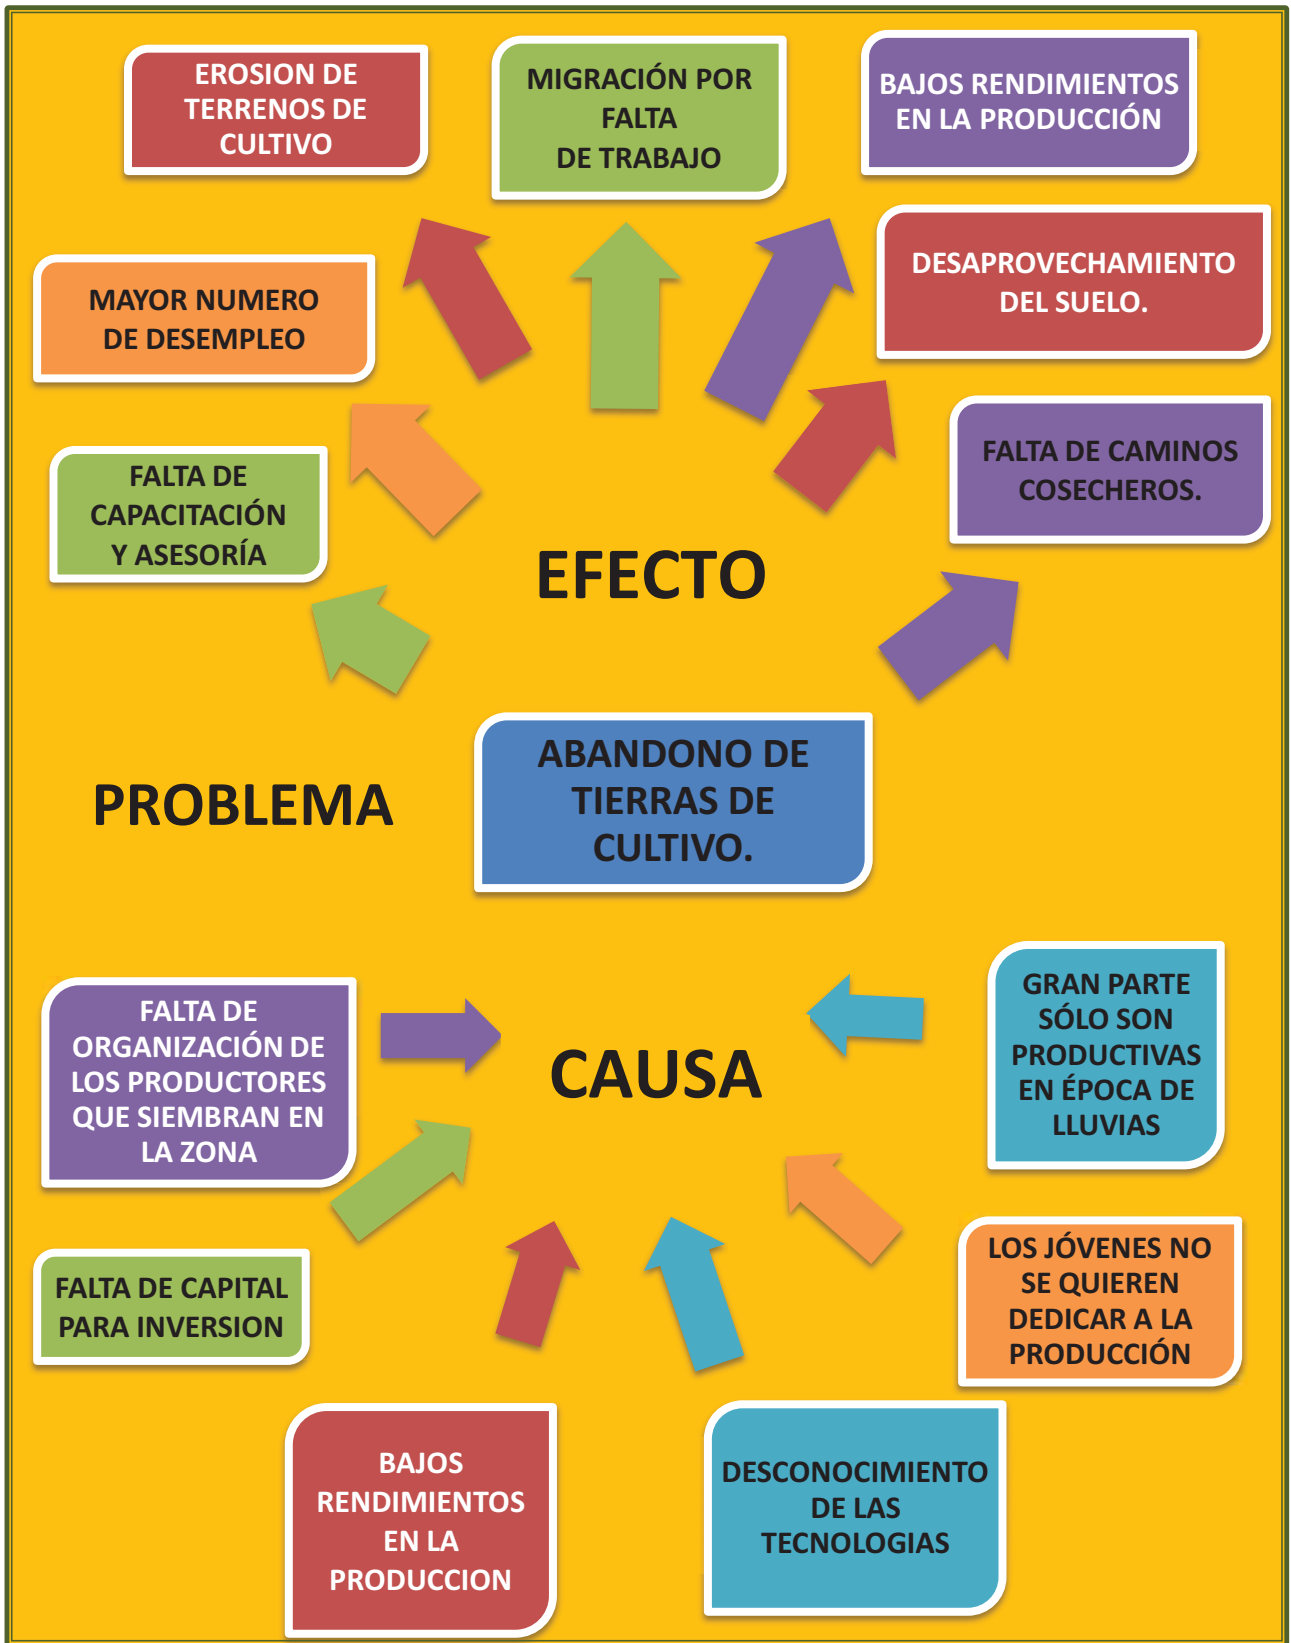 EROSION DE
TERRENOS DE
CULTIVO
MIGRACIÓN POR
FALTA
DE TRABAJO
BAJOS RENDIMIENTOS
EN LA PRODUCCIÓN
DESAPROVECHAMIENTO
DEL SUELO.
MAYOR NUMERO
DE DESEMPLEO
FALTA DE CAMINOS
COSECHEROS.
FALTA DE
CAPACITACIÓN
Y ASESORÍA
EFECTO
PROBLEMA
ABANDONO DE
TIERRAS DE
CULTIVO.
FALTA DE
ORGANIZACIÓN DE
LOS PRODUCTORES
QUE SIEMBRAN EN
LA ZONA
CAUSA
GRAN PARTE
SÓLO SON
PRODUCTIVAS
EN ÉPOCA DE
LLUVIAS
FALTA DE CAPITAL
PARA INVERSION
LOS JÓVENES NO
SE QUIEREN
DEDICAR A LA
PRODUCCIÓN
BAJOS
RENDIMIENTOS
EN LA
PRODUCCION
DESCONOCIMIENTO
DE LAS
TECNOLOGIAS